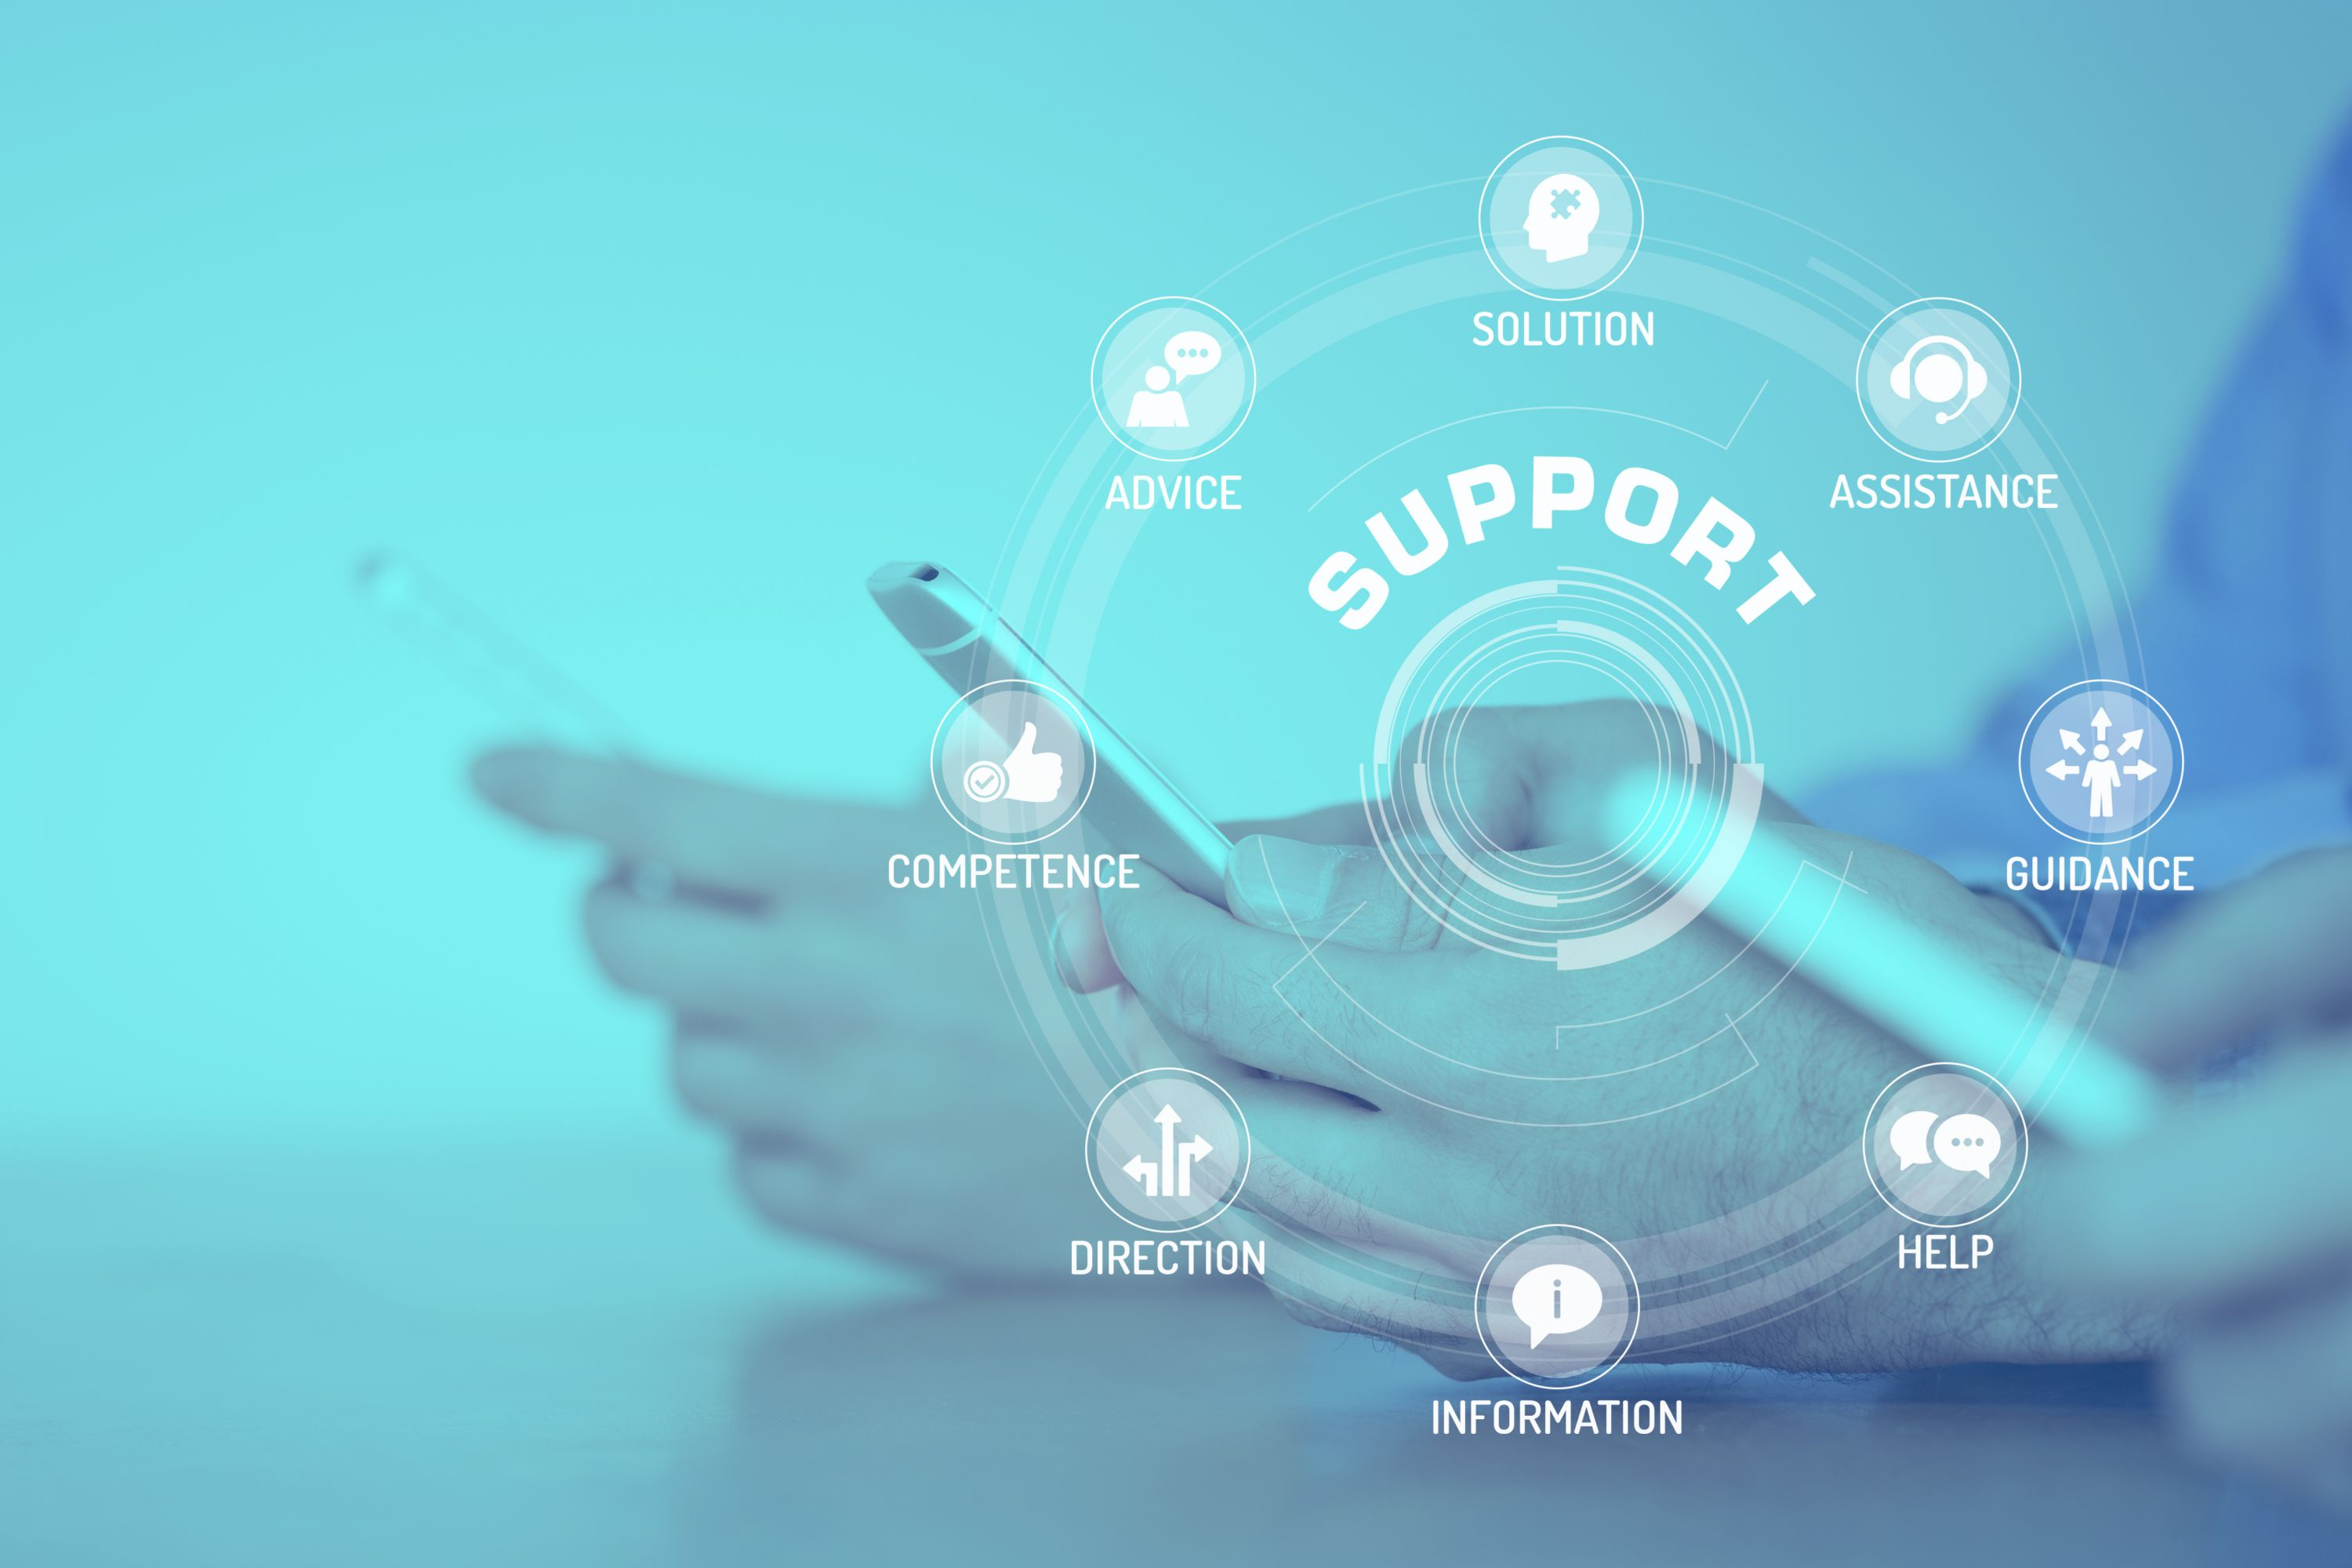 SOLUTION
ADVICE
ASSISTANCE
SUPPORT
COMPETENCE
GUIDANCE
DIRECTION
HELP
i
INFORMATION